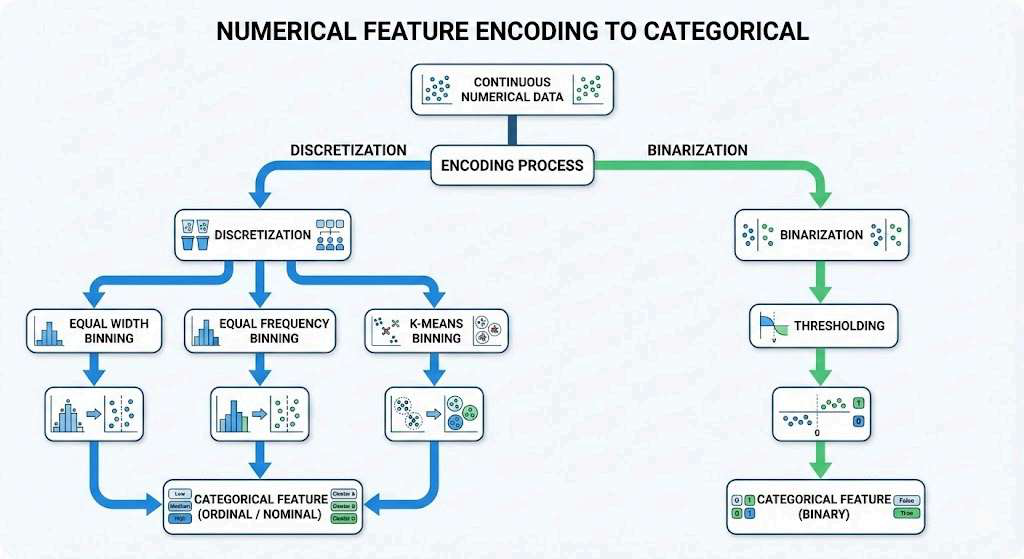 NUMERICAL FEATURE ENCODING TO CATEGORICAL
CONTINUOUS
NUMERICAL DATA
DISCRETIZATION
BINARIZATION
ENCODING PROCESS
DISCRETIZATION
BINARIZATION
EQUAL WIDTH
BINNING
EQUAL FREQUENCY
BINNING
K-MEANS
BINNING
THRESHOLDING
1
0
0
Low
Median
High
CATEGORICAL FEATURE
(ORDINAL / NOMINAL)
Cluster A
Cluster B
0 1
0 1
CATEGORICAL FEATURE
(BINARY)
False
True